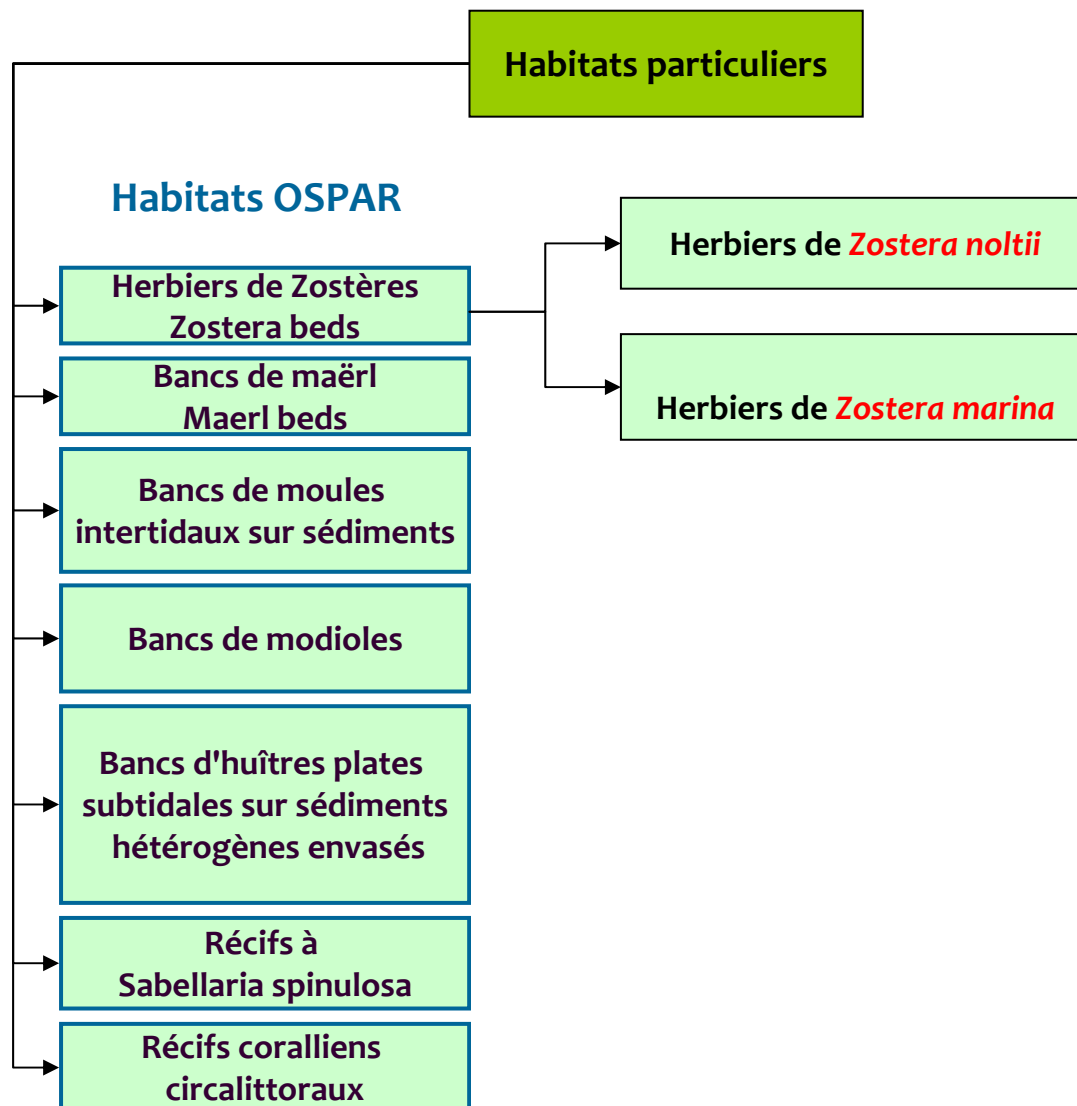 Habitats particuliers
Habitats OSPAR
Herbiers de Zostères
Zostera beds
Herbiers de Zostera noltii
Herbiers de Zostera marina
Bancs de maërl
Maerl beds
Bancs de moules
intertidaux sur sédiments
Bancs de modioles
Bancs d'huîtres plates
subtidales sur sédiments
hétérogènes envasés
Récifs à
Sabellaria spinulosa
Récifs coralliens
circalittoraux